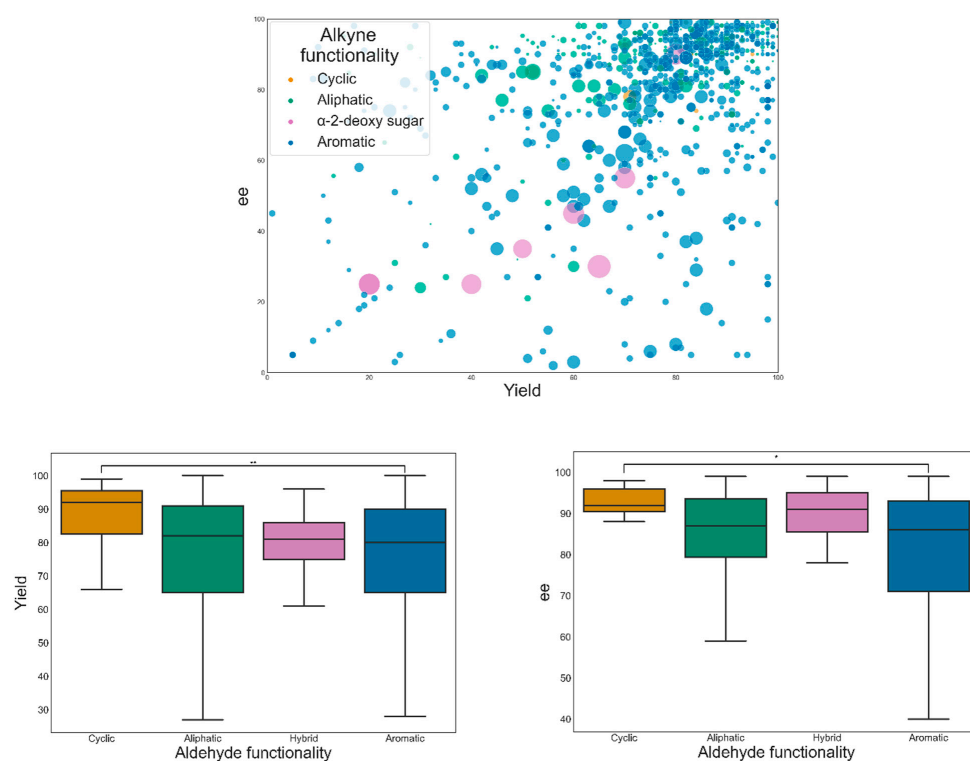 100
80
60
40
20
0
ee
Alkyne
functionality
Cyclic
Aliphatic
α-2-deoxy sugar
Aromatic
0
20
40
60
80
100
Yield
100
90
80
70
60
50
40
30
Yield
**
Cyclic
Aliphatic
Hybrid
Aromatic
Aldehyde functionality
100
90
80
70
60
50
40
ee
*
Cyclic
Aliphatic
Hybrid
Aromatic
Aldehyde functionality